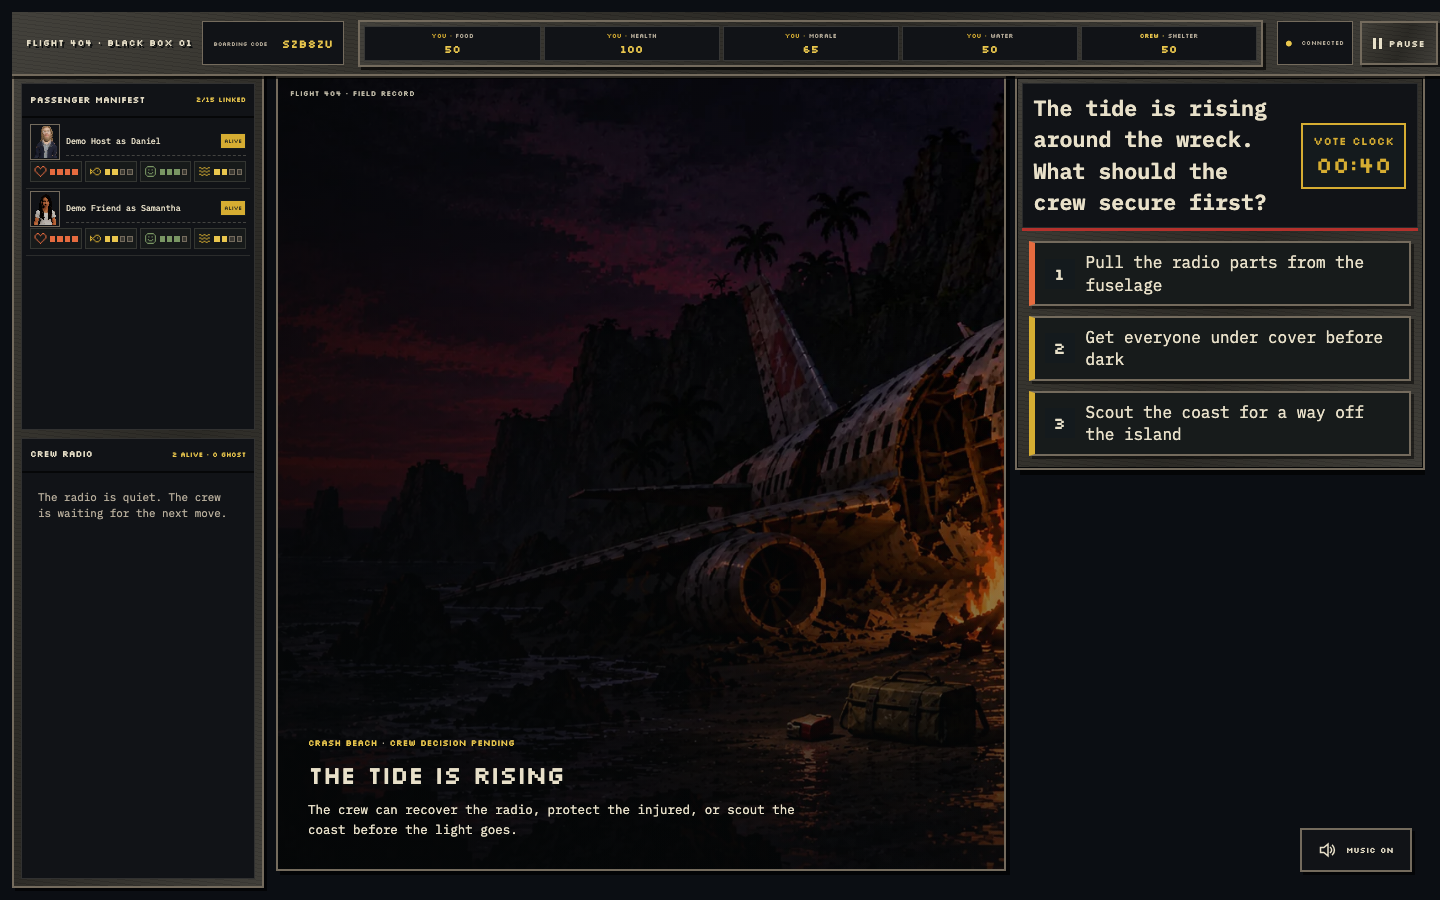 FLIGHT 404 · BLACK BOX 01
BOARDING CODE SZB8ZU
YOU · FOOD
50
YOU · HEALTH
100
YOU · MORALE
65
YOU · WATER
50
CREW · SHELTER
50
CONNECTED
PAUSE
PASSENGER MANIFEST
2/15 LINKED
Demo Host as Daniel
ALIVE
Demo Friend as Samantha
ALIVE
CREW RADIO
2 ALIVE · 0 GHOST
The radio is quiet. The crew
is waiting for the next move.
FLIGHT 404 · FIELD RECORD
CRASH BEACH · CREW DECISION PENDING
THE TIDE IS RISING
The crew can recover the radio, protect the injured, or scout the
coast before the light goes.
The tide is rising
around the wreck.
What should the
crew secure first?
VOTE CLOCK
00:40
1
Pull the radio parts from the
fuselage
2
Get everyone under cover before
dark
3
Scout the coast for a way off
the island
MUSIC ON